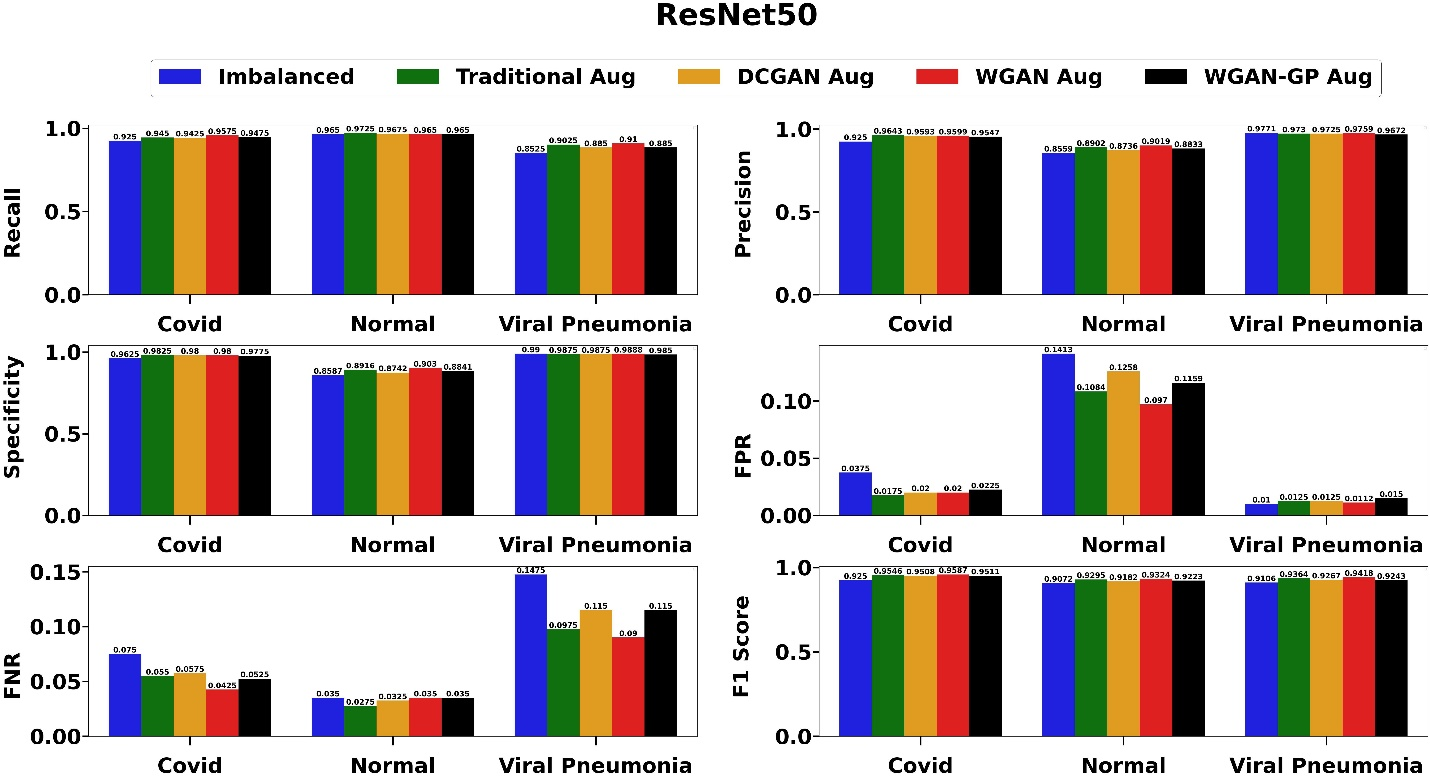 ResNet50
Imbalanced Traditional Aug DCGAN Aug WGAN Aug WGAN-GP Aug
Recall
1.0
0.5
0.0
0.925 0.945 0.9425 0.9575 0.9475
0.965 0.9725 0.9675 0.965 0.965
0.8525 0.9025 0.885 0.91 0.885
Covid Normal Viral Pneumonia
Precision
1.0
0.5
0.0
0.925 0.9643 0.9593 0.9599 0.9547
0.8559 0.8902 0.8736 0.9019 0.8833
0.9771 0.973 0.9725 0.9759 0.9672
Covid Normal Viral Pneumonia
Specificity
1.0
0.5
0.0
0.9625 0.9825 0.98 0.98 0.9775
0.8587 0.8916 0.8742 0.903 0.8841
0.99 0.9875 0.9875 0.9888 0.985
Covid Normal Viral Pneumonia
FPR
0.10
0.05
0.00
0.0375 0.0175 0.02 0.02 0.0225
0.1413 0.1084 0.1258 0.097 0.1159
0.01 0.0125 0.0125 0.0112 0.015
Covid Normal Viral Pneumonia
FNR
0.15
0.10
0.05
0.00
0.075 0.055 0.0575 0.0425 0.0525
0.035 0.0275 0.0325 0.035 0.035
0.1475 0.0975 0.115 0.09 0.115
Covid Normal Viral Pneumonia
F1 Score
1.0
0.5
0.0
0.925 0.9546 0.9508 0.9587 0.9511
0.9072 0.9295 0.9182 0.9324 0.9223
0.9106 0.9364 0.9267 0.9418 0.9243
Covid Normal Viral Pneumonia